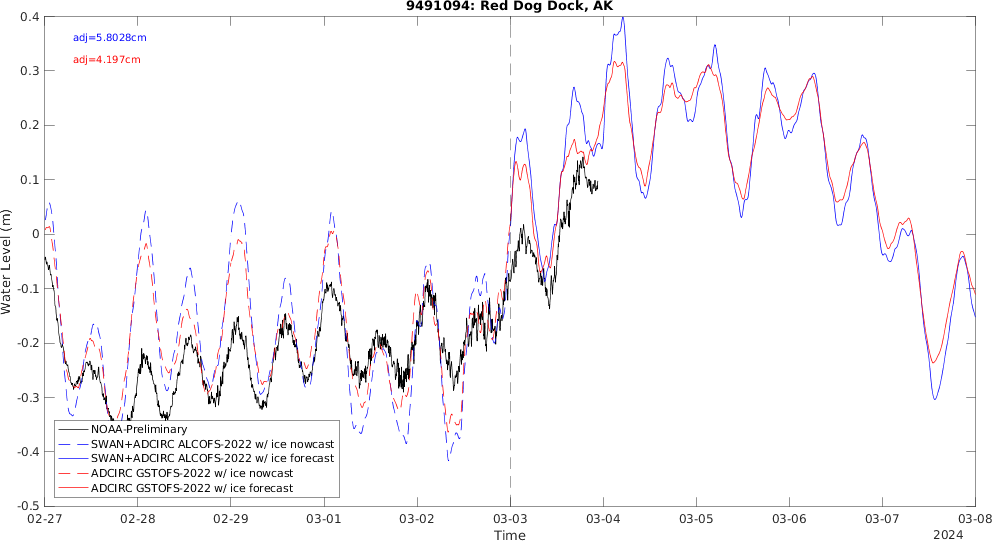 9491094: Red Dog Dock, AK
adj=5.8028cm
adj=4.197cm
Water Level (m)
0.4
0.3
0.2
0.1
0
-0.1
-0.2
-0.3
-0.4
-0.5
NOAA-Preliminary
SWAN+ADCIRC ALCOFS-2022 w/ ice nowcast
SWAN+ADCIRC ALCOFS-2022 w/ ice forecast
ADCIRC GSTOFS-2022 w/ ice nowcast
ADCIRC GSTOFS-2022 w/ ice forecast
02-27 02-28 02-29 03-01 03-02 03-03 03-04 03-05 03-06 03-07 03-08
Time
2024